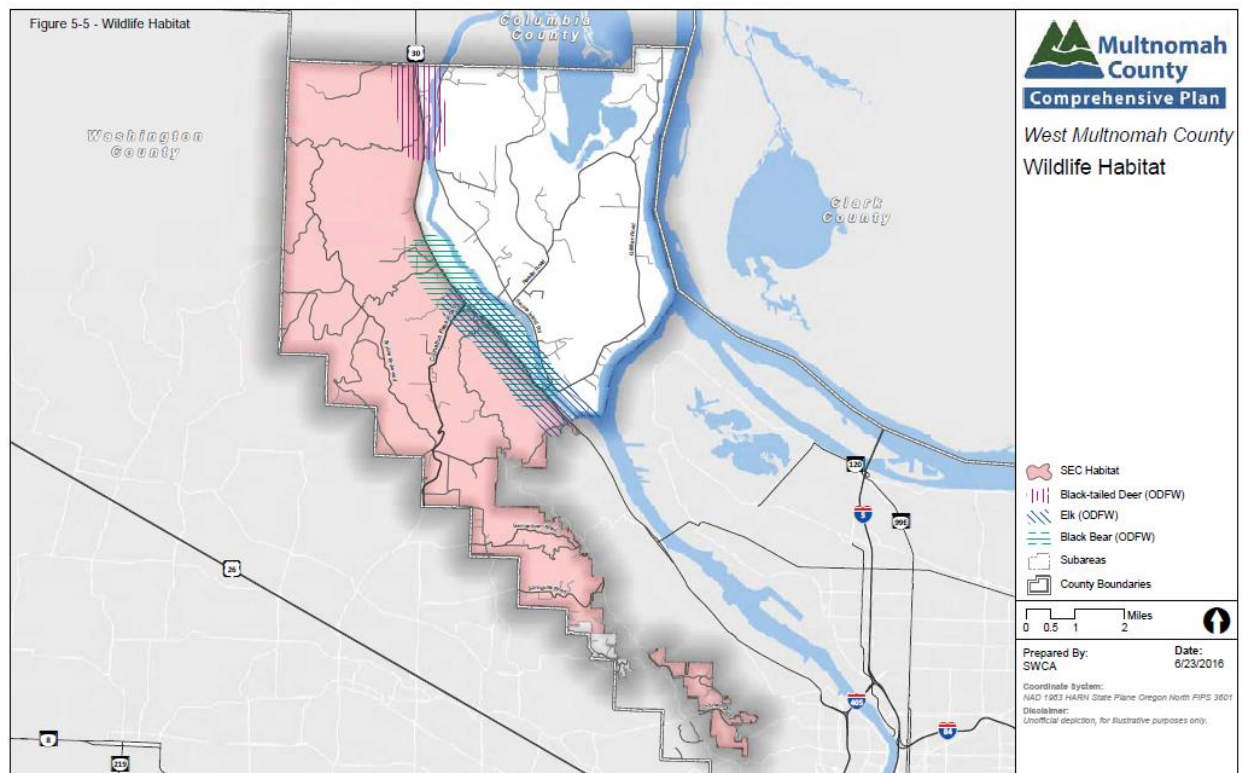 Figure 5-5 - Wildlife Habitat
Columbia
County
30
Washington
County
Clark
County
120
5
99E
26
405
84
8
219
Multnomah
County
Comprehensive Plan
West Multnomah County
Wildlife Habitat
SEC Habitat
Black-tailed Deer (ODFW)
Elk (ODFW)
Black Bear (ODFW)
Subareas
County Boundaries
Miles
0 0.5 1 2
Prepared By:
SWCA
Date:
6/23/2016
Coordinate System:
NAD 1983 HARN State Plane Oregon North FIPS 3601
Disclaimer:
Unofficial depiction, for illustrative purposes only.